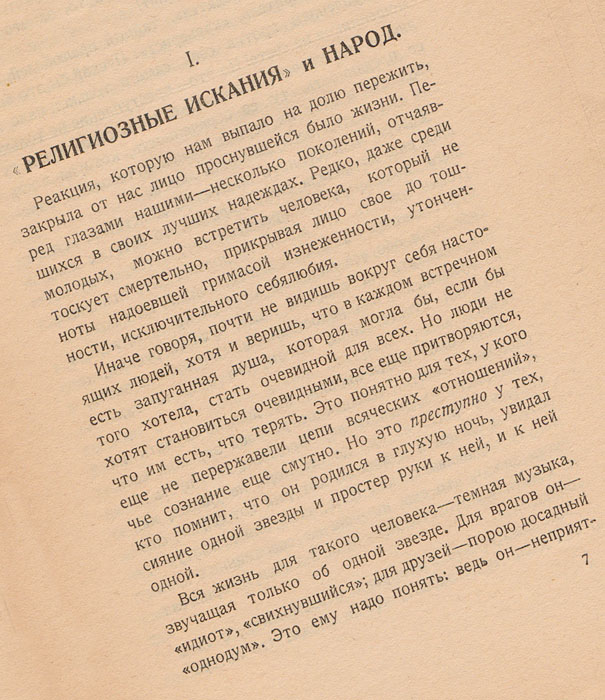 I.
«РЕЛИГИОЗНЫЕ ИСКАНИЯ» и НАРОД.
Реакция, которую нам выпало на долю пережить,
закрыла от нас лицо проснувшейся было жизни. Пе-
ред глазами нашими—несколько поколений, отчаяв-
шихся в своих лучших надеждах. Редко, даже среди
молодых, можно встретить человека, который не
тоскует смертельно, прикрывая лицо свое до тош-
ноты надоевшей гримасой изнеженности, утончен-
ности, исключительного себялюбия.
Иначе говоря, почти не видишь вокруг себя насто-
ящих людей, хотя и веришь, что в каждом встречном
есть запуганная душа, которая могла бы, если бы
того хотела, стать очевидной для всех. Но люди не
хотят становиться очевидными, все еще притворяются,
что им есть, что терять. Это понятно для тех, у кого
еще не перержавели цепи всяческих «отношений»,
чье сознание еще смутно. Но это преступно у тех,
кто помнит, что он родился в глухую ночь, увидал
сияние одной звезды и простер руки к ней, и к ней
одной.
Вся жизнь для такого человека—темная музыка,
звучащая только об одной звезде. Для врагов он—
«идиот», «свихнувшийся»; для друзей—порою досадный
«однодум». Это ему надо понять: ведь он—неприят-
7